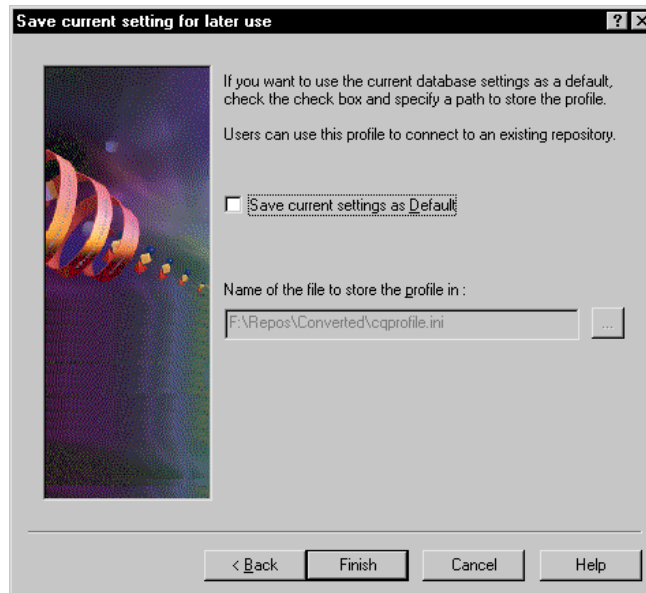 Save current setting for later use
If you want to use the current database settings as a default,
check the check box and specify a path to store the profile.
Users can use this profile to connect to an existing repository.
Save current settings as Default
Name of the file to store the profile in :
F:\Repos\Converted\cqprofile.ini
...
< Back Finish Cancel Help